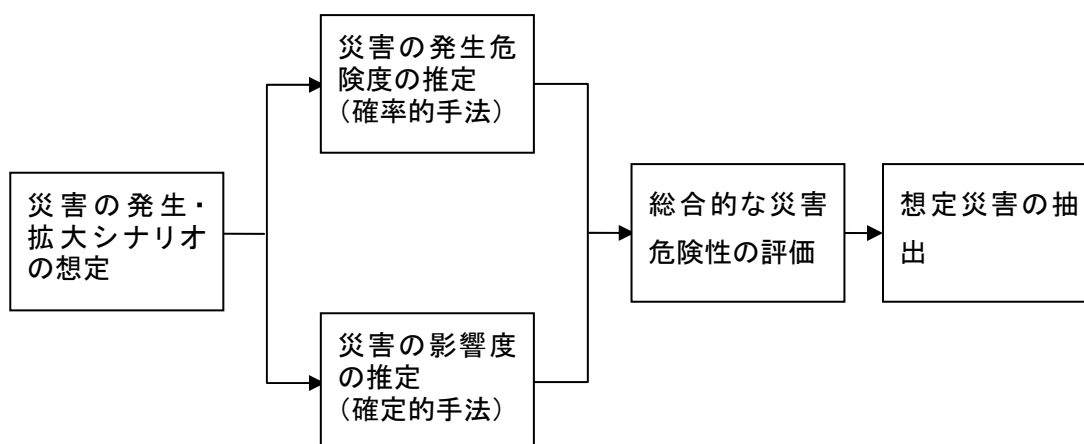 災害の発生・
拡大シナリオ
の想定
災害の発生危
険度の推定
（確率的手法）
災害の影響度
の推定
（確定的手法）
総合的な災害
危険性の評価
想定災害の抽
出